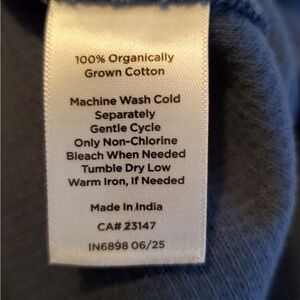 100% Organically
Grown Cotton
Machine Wash Cold
Separately
Gentle Cycle
Only Non-Chlorine
Bleach When Needed
Tumble Dry Low
Warm Iron, If Needed
Made In India
CA# 23147
IN6898 06/25